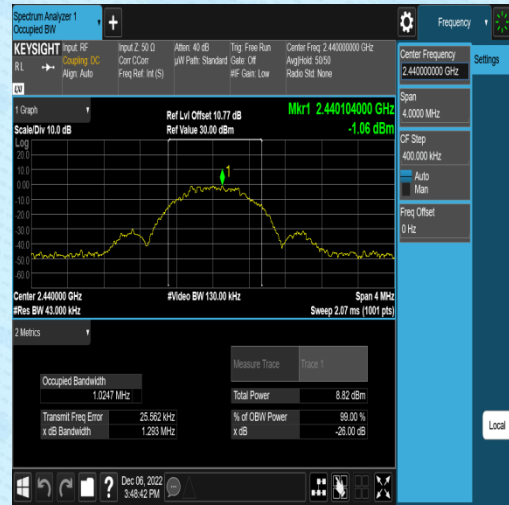 Spectrum Analyzer 1
Occupied BW
Frequency
KEYSIGHT
R L
LXI
Input: RF
Coupling: DC
Align: Auto
Input Z: 50 Ω
Corr CCorr
Freq Ref: Int (S)
Atten: 40 dB
µW Path: Standard
Trig: Free Run
Gate: Off
#IF Gain: Low
Center Freq: 2.440000000 GHz
Avg|Hold: 50/50
Radio Std: None
Center Frequency
2.440000000 GHz
Settings
Span
4.0000 MHz
CF Step
400.000 kHz
Auto
Man
Freq Offset
0 Hz
Local
1 Graph
Scale/Div 10.0 dB
Ref Lvl Offset 10.77 dB
Ref Value 30.00 dBm
Mkr1 2.440104000 GHz
-1.06 dBm
Log
20.0
10.0
0.00
-10.0
-20.0
-30.0
-40.0
-50.0
-60.0
1
Center 2.440000 GHz
#Res BW 43.000 kHz
#Video BW 130.00 kHz
Span 4 MHz
Sweep 2.07 ms (1001 pts)
2 Metrics
Measure Trace
Trace 1
Occupied Bandwidth
1.0247 MHz
Total Power
8.82 dBm
Transmit Freq Error
25.562 kHz
% of OBW Power
99.00 %
x dB Bandwidth
1.293 MHz
x dB
-26.00 dB
?
Dec 06, 2022
3:48:42 PM